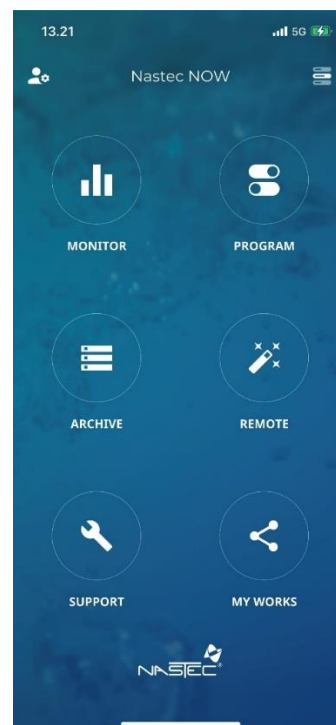 13.21 5G
Nastec NOW
MONITOR PROGRAM
ARCHIVE REMOTE
SUPPORT MY WORKS
NASTEC